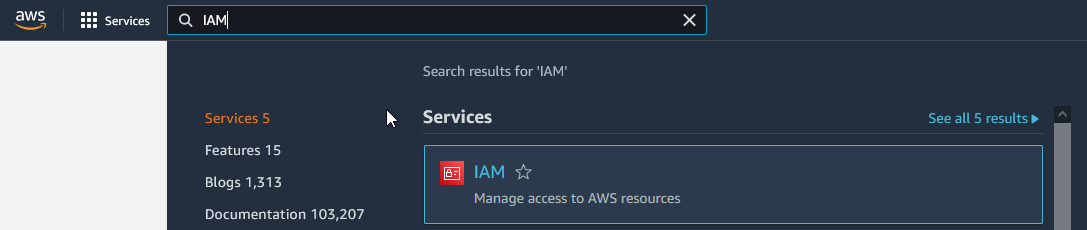 aws Services IAM
Search results for 'IAM'
Services 5
Features 15
Blogs 1,313
Documentation 103,207
Services See all 5 results
IAM
Manage access to AWS resources